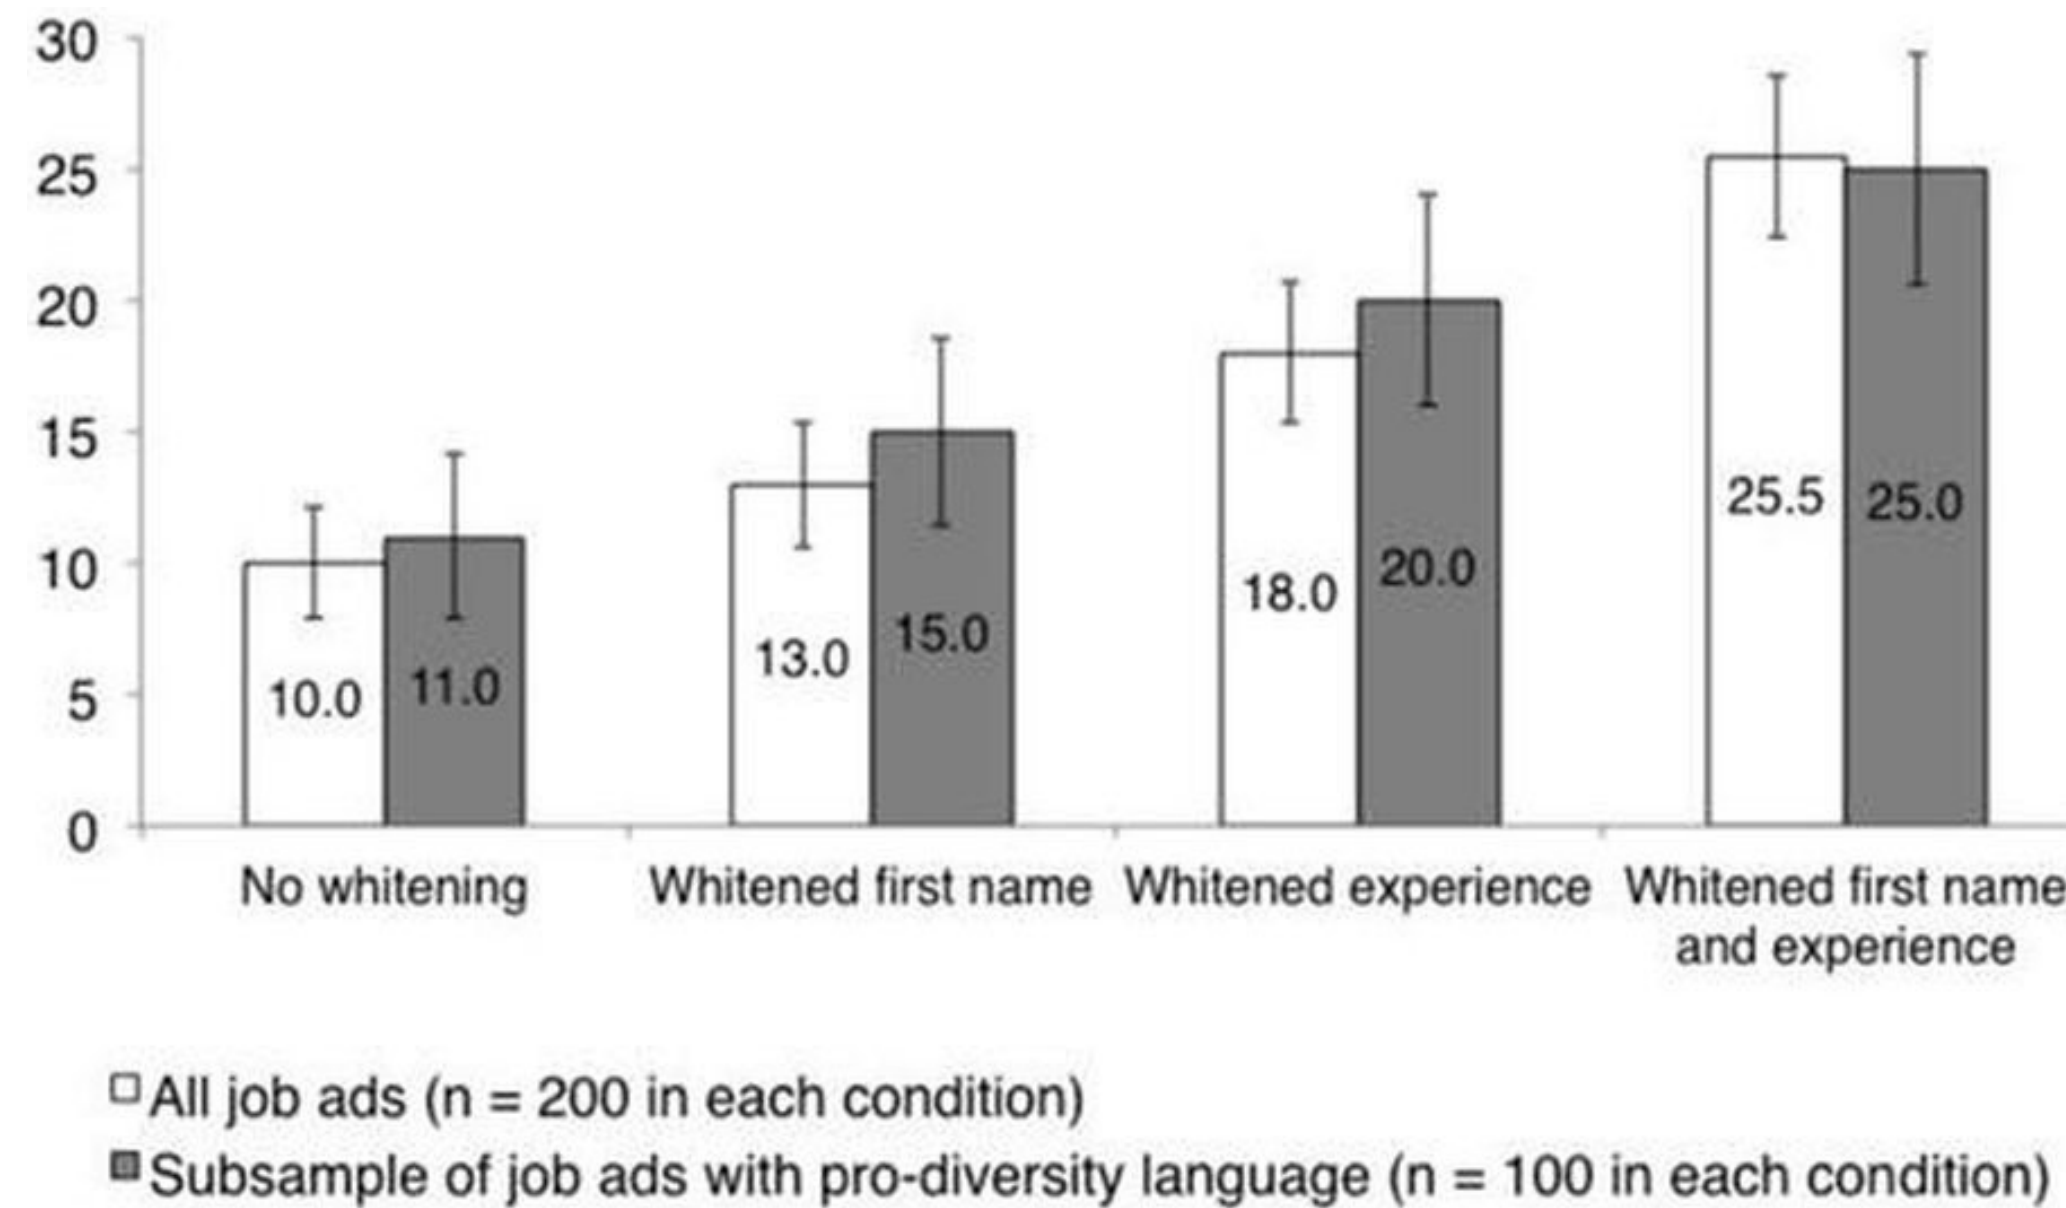 30
25
20
15
10
5
0
10.0
11.0
13.0
15.0
18.0
20.0
25.5
25.0
No whitening
Whitened first name
Whitened experience
Whitened first name
and experience
All job ads (n = 200 in each condition)
Subsample of job ads with pro-diversity language (n = 100 in each condition)